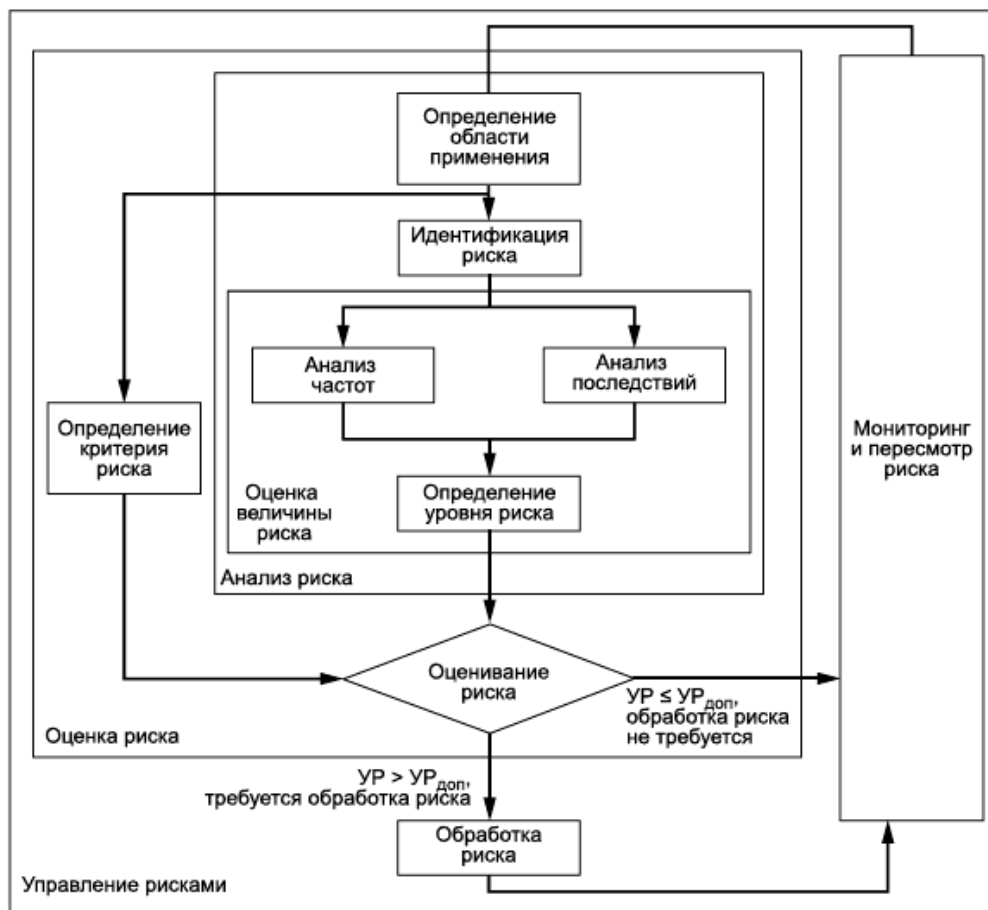 Определение
области
применения
Идентификация
риска
Анализ
частот
Анализ
последствий
Определение
критерия
риска
Мониторинг
и пересмотр
риска
Оценка
величины
риска
Определение
уровня риска
Анализ риска
Оценивание
риска
УР ≤ УРдоп,
обработка риска
не требуется
Оценка риска
УР > УРдоп,
требуется обработка риска
Обработка
риска
Управление рисками